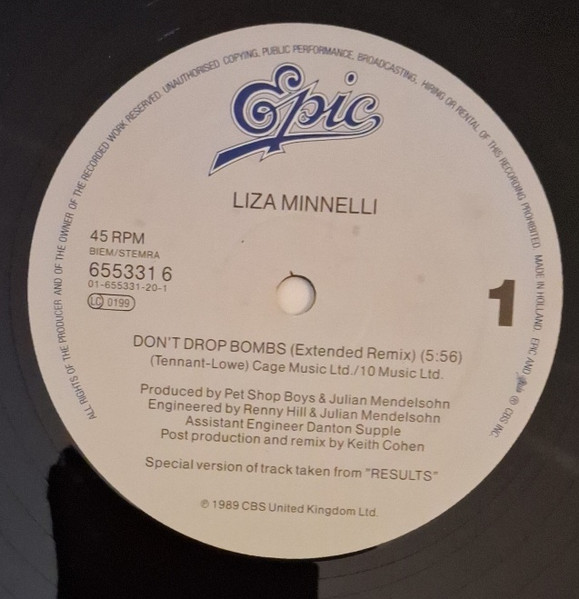 ALL RIGHTS OF THE PRODUCER AND OF THE OWNER OF THE RECORDED WORK RESERVED. UNAUTHORISED COPYING, PUBLIC PERFORMANCE, BROADCASTING, HIRING OR RENTAL OF THIS RECORDING PROHIBITED. MADE IN HOLLAND. EPIC AND ® CBS INC.
Epic
LIZA MINNELLI
45 RPM
BIEM/STEMRA
655331 6
01-655331-20-1
LC 0199
1
DON'T DROP BOMBS (Extended Remix) (5:56)
(Tennant-Lowe) Cage Music Ltd./10 Music Ltd.
Produced by Pet Shop Boys & Julian Mendelsohn
Engineered by Renny Hill & Julian Mendelsohn
Assistant Engineer Danton Supple
Post production and remix by Keith Cohen
Special version of track taken from "RESULTS"
℗ 1989 CBS United Kingdom Ltd.